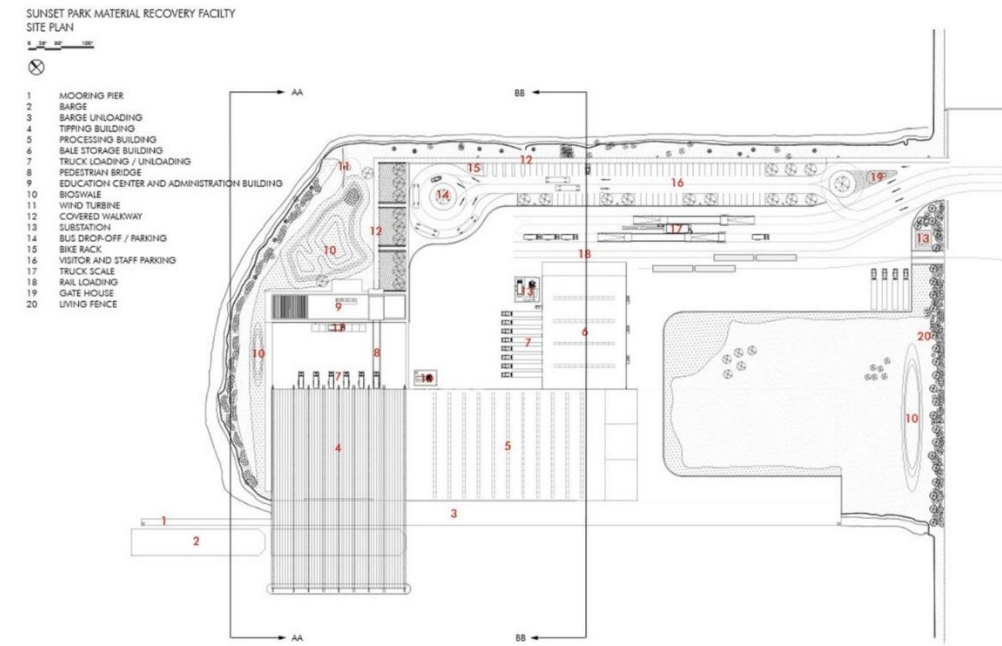 SUNSET PARK MATERIAL RECOVERY FACILTY
SITE PLAN
0 20' 50' 100'
1 MOORING PIER
2 BARGE
3 BARGE UNLOADING
4 TIPPING BUILDING
5 PROCESSING BUILDING
6 BALE STORAGE BUILDING
7 TRUCK LOADING / UNLOADING
8 PEDESTRIAN BRIDGE
9 EDUCATION CENTER AND ADMINISTRATION BUILDING
10 BIOSWALE
11 WIND TURBINE
12 COVERED WALKWAY
13 SUBSTATION
14 BUS DROP-OFF / PARKING
15 BIKE RACK
16 VISITOR AND STAFF PARKING
17 TRUCK SCALE
18 RAIL LOADING
19 GATE HOUSE
20 LIVING FENCE
AA BB
12
11 15
16 19
14
17
12 13
10
18
13
9
6
7
20
10 8
7
10
4 5
3
1
2
AA BB